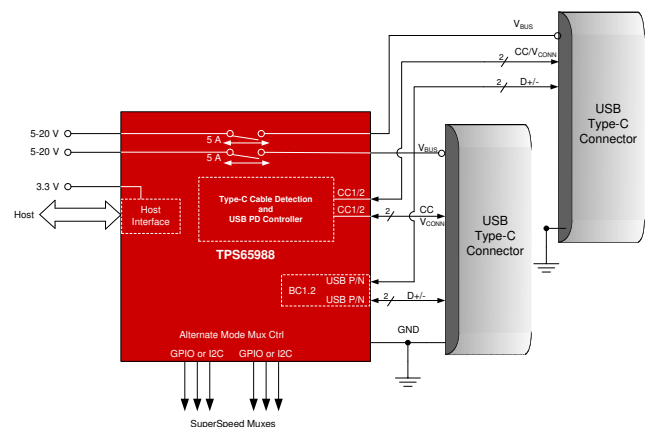 VBUS
CC/VCONN
2
D+/-
2
USB
Type-C
Connector
5-20 V
5 A
5-20 V
5 A
VBUS
3.3 V
Type-C Cable Detection
and
USB PD Controller
CC1/2
CC1/2
2
CC
VCONN
Host
Host
Interface
USB
Type-C
Connector
TPS65988
BC1.2
USB P/N
USB P/N
2
D+/-
GND
Alternate Mode Mux Ctrl
GPIO or I2C
GPIO or I2C
SuperSpeed Muxes